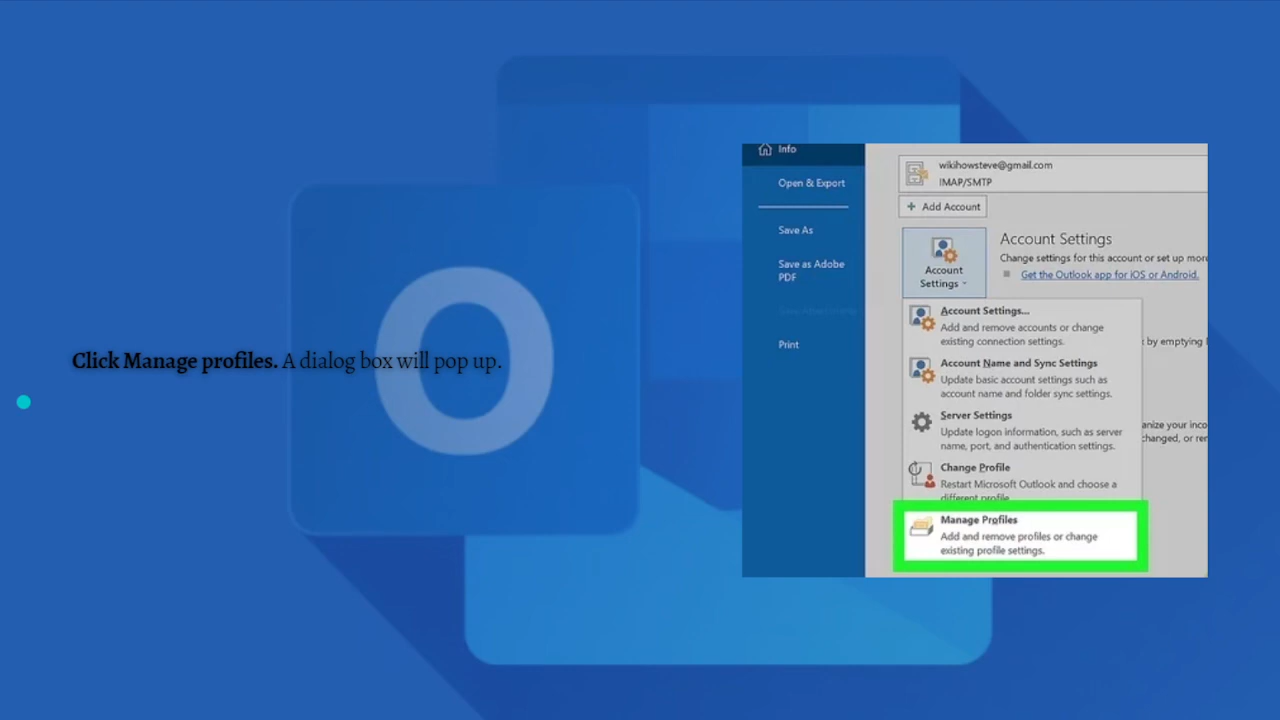 Click Manage profiles. A dialog box will pop up.
O
Info
Open & Export
Save As
Save as Adobe
PDF
Print
wikihowsteve@gmail.com
IMAP/SMTP
+ Add Account
Account
Settings
Account Settings
Change settings for this account or set up more
Get the Outlook app for iOS or Android.
Account Settings...
Add and remove accounts or change
existing connection settings.
Account Name and Sync Settings
Update basic account settings such as
account name and folder sync settings.
Server Settings
Update logon information, such as server
name, port, and authentication settings.
Change Profile
Restart Microsoft Outlook and choose a
different profile.
Manage Profiles
Add and remove profiles or change
existing profile settings.
by emptying
your
changed, or